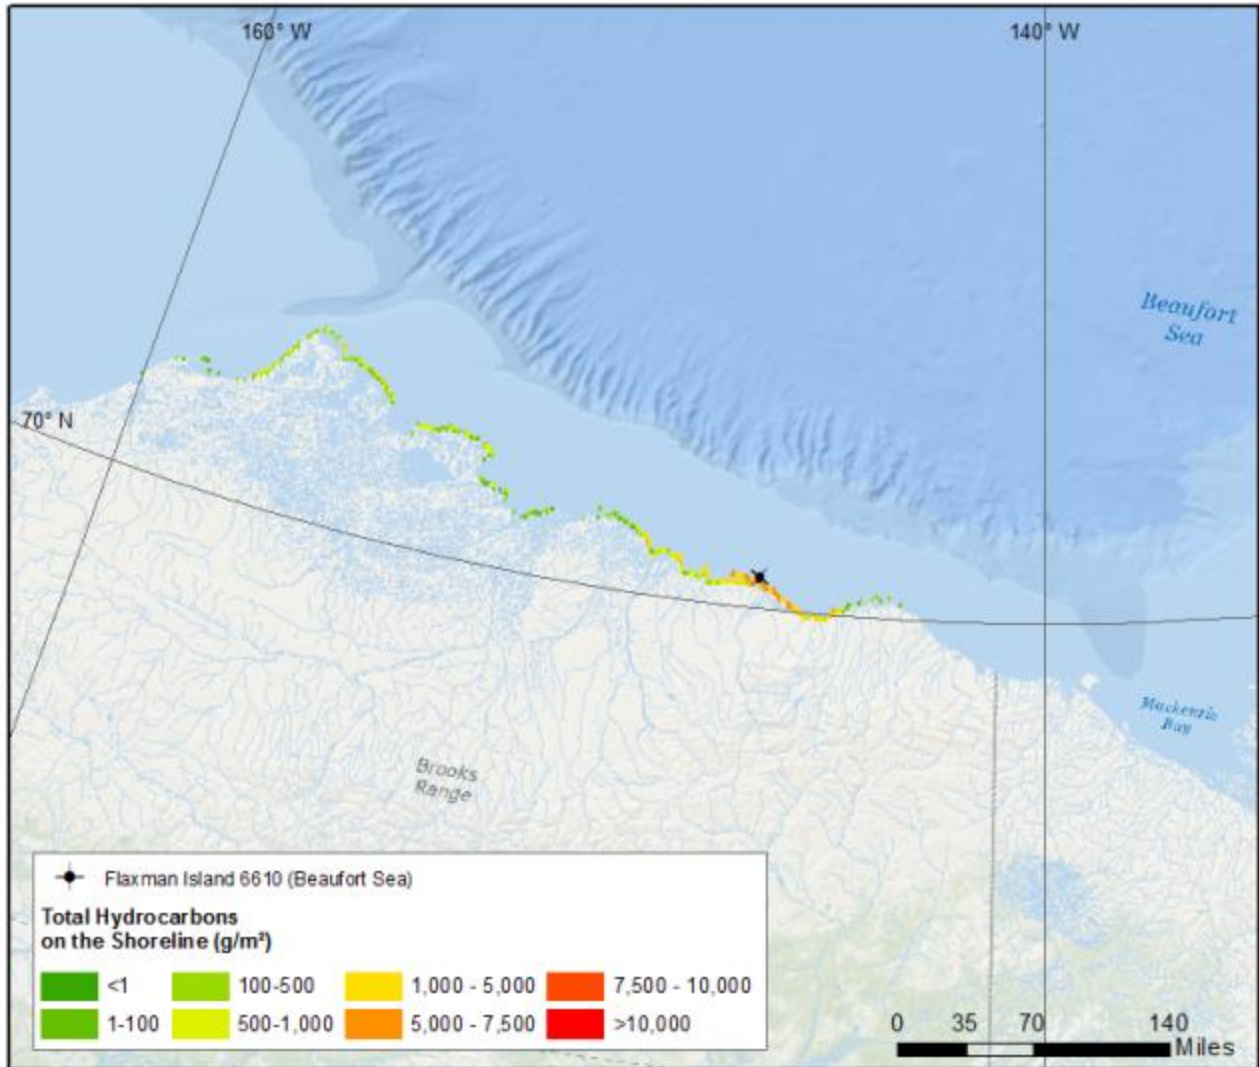 160° W
140° W
Beaufort
Sea
70° N
Mackenzie
Bay
Brooks
Range
Flaxman Island 6610 (Beaufort Sea)
Total Hydrocarbons
on the Shoreline (g/m²)
<1
100-500
1,000 - 5,000
7,500 - 10,000
1-100
500-1,000
5,000 - 7,500
>10,000
0 35 70 140
Miles